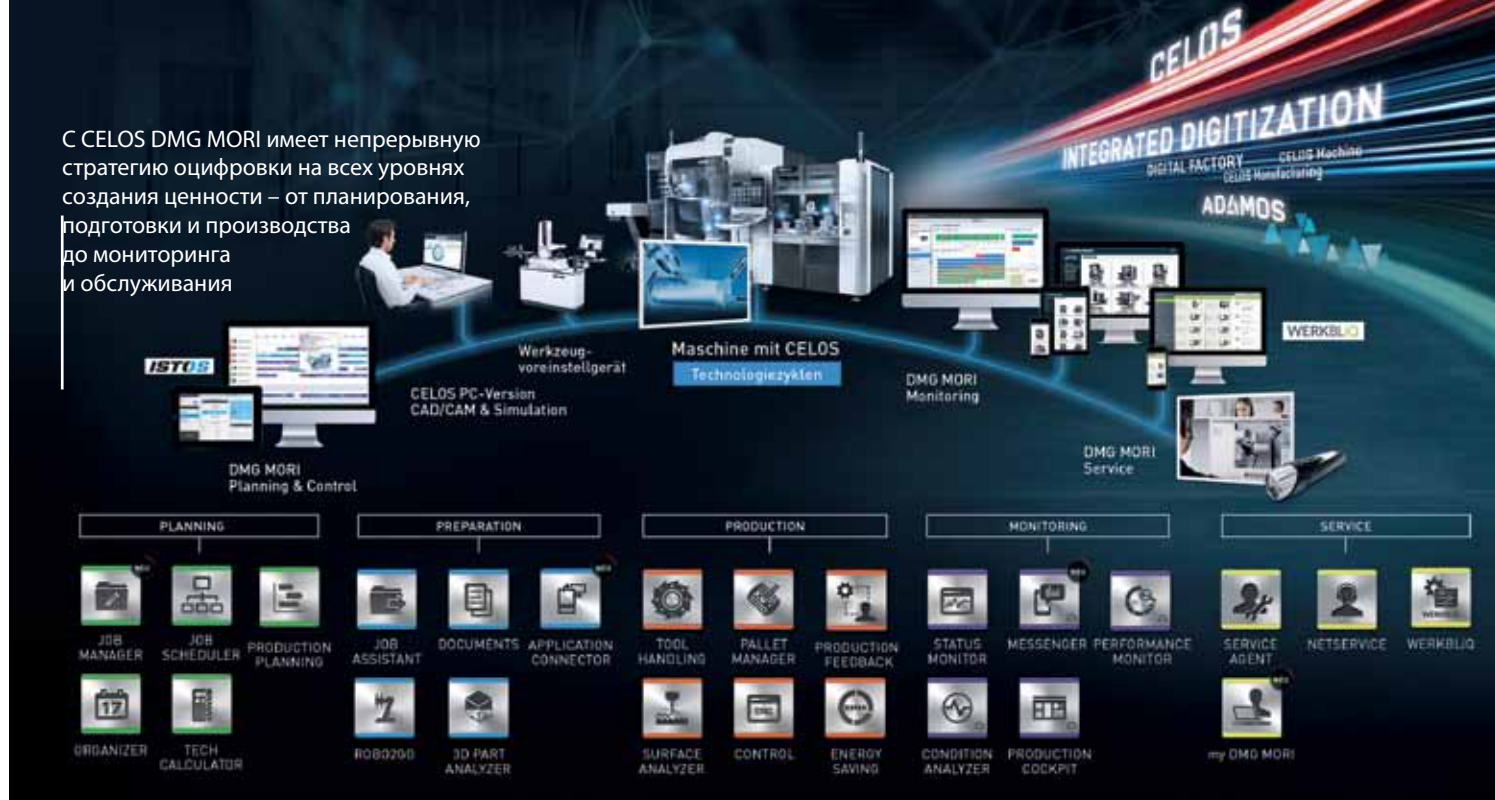 CELOS
INTEGRATED DIGITIZATION
DIGITAL FACTORY
CELOS Machine
CELOS Manufacturing
ADAMOS
С CELOS DMG MORI имеет непрерывную
стратегию оцифровки на всех уровнях
создания ценности – от планирования,
подготовки и производства
до мониторинга
и обслуживания
ISTOS
DMG MORI
Planning & Control
CELOS PC-Version
CAD/CAM & Simulation
Werkzeug-
voreinstellgerät
Maschine mit CELOS
Technologiezyklen
DMG MORI
Monitoring
WERKBLiQ
DMG MORI
Service
PLANNING
NEU
JOB
MANAGER
JOB
SCHEDULER
PRODUCTION
PLANNING
17
ORGANIZER
TECH
CALCULATOR
PREPARATION
NEU
JOB
ASSISTANT
DOCUMENTS
APPLICATION
CONNECTOR
ROBO2GO
3D PART
ANALYZER
PRODUCTION
TOOL
HANDLING
PALLET
MANAGER
PRODUCTION
FEEDBACK
SURFACE
ANALYZER
CONTROL
ENERGY
SAVING
MONITORING
NEU
STATUS
MONITOR
MESSENGER
PERFORMANCE
MONITOR
CONDITION
ANALYZER
PRODUCTION
COCKPIT
SERVICE
SERVICE
AGENT
NETSERVICE
WERKBLiQ
NEU
my DMG MORI